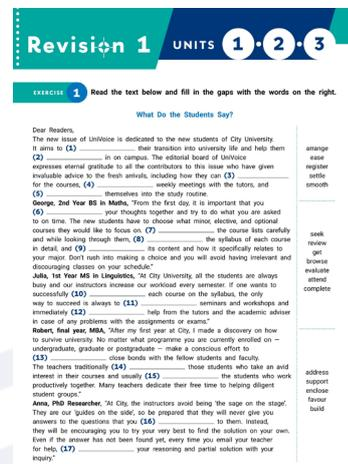 Revision 1
UNITS 1 • 2 • 3
EXERCISE 1 Read the text below and fill in the gaps with the words on the right.
What Do the Students Say?
Dear Readers,
The new issue of UniVoice is dedicated to the new students of City University.
It aims to (1) ____________ their transition into university life and help them
(2) ____________ in on campus. The editorial board of UniVoice
expresses eternal gratitude to all the contributors to this issue who have given
invaluable advice to the fresh arrivals, including how they can (3) ____________
for the courses, (4) ____________ weekly meetings with the tutors, and
(5) ____________ themselves into the study routine.
George, 2nd Year BS in Maths, "From the first day, it is important that you
(6) ____________ your thoughts together and try to do what you are asked
to on time. The new students have to choose what minor, elective, and optional
courses they would like to focus on. (7) ____________ the course lists carefully
and while looking through them, (8) ____________ the syllabus of each course
in detail, and (9) ____________ its content and how it specifically relates to
your major. Don't rush into making a choice and you will avoid having irrelevant and
discouraging classes on your schedule."
Julia, 1st Year MS in Linguistics, "At City University, all the students are always
busy and our instructors increase our workload every semester. If one wants to
successfully (10) ____________ each course on the syllabus, the only
way to succeed is always to (11) ____________ seminars and workshops and
immediately (12) ____________ help from the tutors and the academic adviser
in case of any problems with the assignments or exams."
Robert, final year, MBA, "After my first year at City, I made a discovery on how
to survive university. No matter what programme you are currently enrolled on —
undergraduate, graduate or postgraduate — make a conscious effort to
(13) ____________ close bonds with the fellow students and faculty.
The teachers traditionally (14) ____________ those students who take an avid
interest in their courses and usually (15) ____________ the students who work
productively together. Many teachers dedicate their free time to helping diligent
student groups."
Anna, PhD Researcher, "At City, the instructors avoid being 'the sage on the stage'.
They are our 'guides on the side', so be prepared that they will never give you
answers to the questions that you (16) ____________ to them. Instead,
they will be encouraging you to try your very best to find the solution on your own.
Even if the answer has not been found yet, every time you email your teacher
for help, (17) ____________ your reasoning and partial solution with your
inquiry."
arrange
ease
register
settle
smooth
seek
review
get
browse
evaluate
attend
complete
address
support
enclose
favour
build